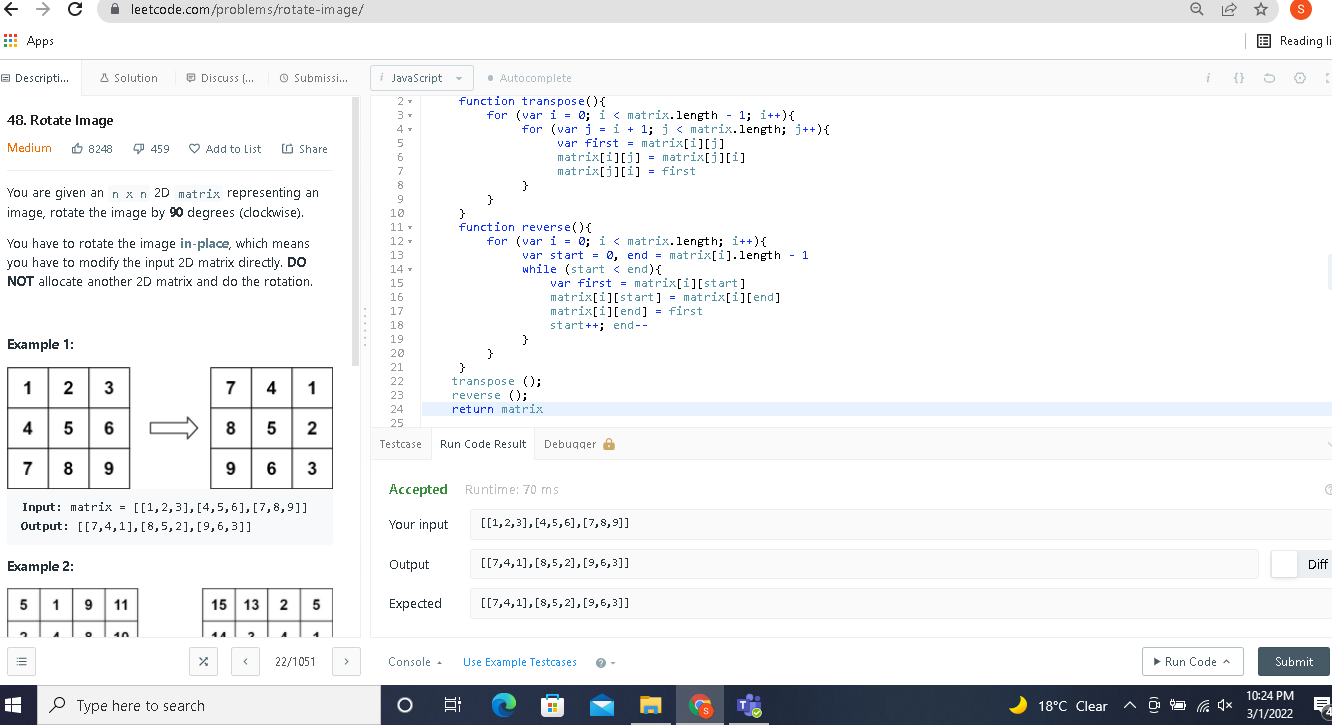 leetcode.com/problems/rotate-image/
S
Apps
Reading li
Descripti...
Solution
Discuss (...
Submissi...
i JavaScript
Autocomplete
i {}
48. Rotate Image
Medium 8248 459 Add to List Share
You are given an n x n 2D matrix representing an
image, rotate the image by 90 degrees (clockwise).
You have to rotate the image in-place, which means
you have to modify the input 2D matrix directly. DO
NOT allocate another 2D matrix and do the rotation.
Example 1:
1 2 3 7 4 1
4 5 6 8 5 2
7 8 9 9 6 3
Input: matrix = [[1,2,3],[4,5,6],[7,8,9]]
Output: [[7,4,1],[8,5,2],[9,6,3]]
Example 2:
5 1 9 11 15 13 2 5
2 4 8 10 14 3 4 1
22/1051
2 function transpose(){
3 for (var i = 0; i < matrix.length - 1; i++){
4 for (var j = i + 1; j < matrix.length; j++){
5 var first = matrix[i][j]
6 matrix[i][j] = matrix[j][i]
7 matrix[j][i] = first
8 }
9 }
10 }
11 function reverse(){
12 for (var i = 0; i < matrix.length; i++){
13 var start = 0, end = matrix[i].length - 1
14 while (start < end){
15 var first = matrix[i][start]
16 matrix[i][start] = matrix[i][end]
17 matrix[i][end] = first
18 start++; end--
19 }
20 }
21 }
22 transpose ();
23 reverse ();
24 return matrix
25
Testcase
Run Code Result
Debugger
Accepted Runtime: 70 ms
Your input [[1,2,3],[4,5,6],[7,8,9]]
Output [[7,4,1],[8,5,2],[9,6,3]]
Diff
Expected [[7,4,1],[8,5,2],[9,6,3]]
Console
Use Example Testcases
Run Code
Submit
Type here to search
S
18°C Clear
10:24 PM
3/1/2022
4